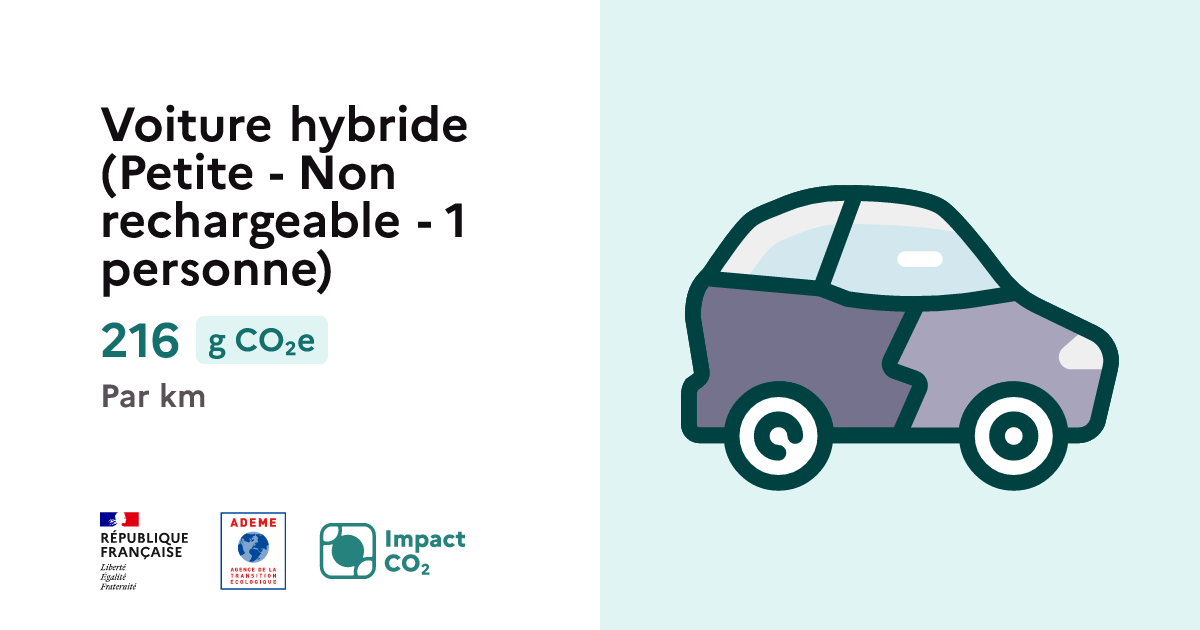 Voiture hybride
(Petite - Non
rechargeable - 1
personne)
216 g CO₂e
Par km
RÉPUBLIQUE
FRANÇAISE
Liberté
Égalité
Fraternité
ADEME
AGENCE DE LA
TRANSITION
ÉCOLOGIQUE
Impact
CO₂